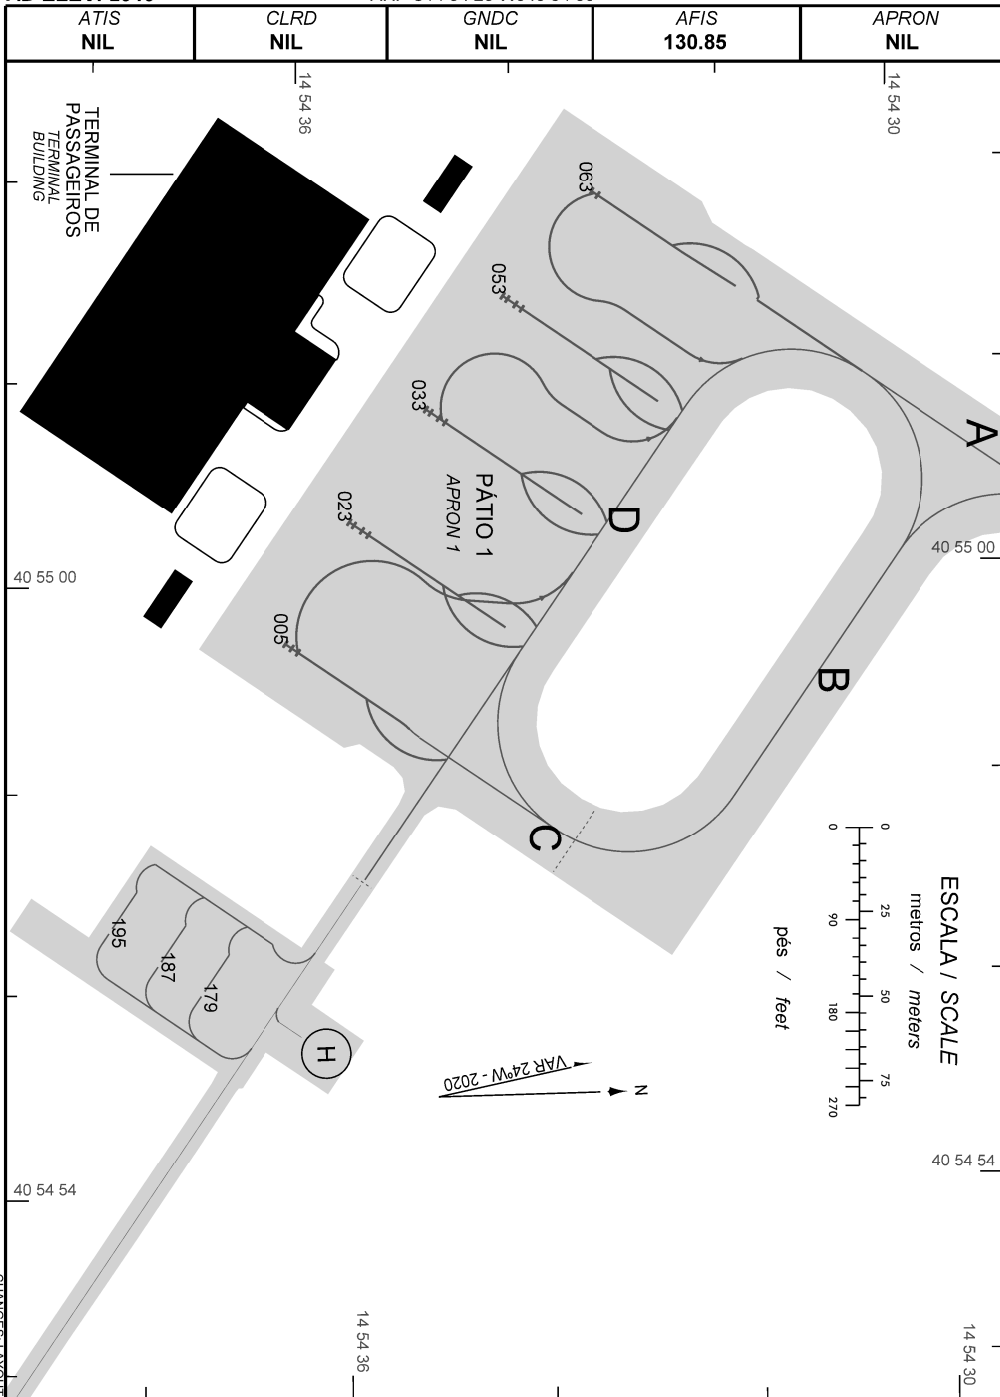 ATIS
NIL
CLRD
NIL
GNDC
NIL
AFIS
130.85
APRON
NIL
14 54 36
14 54 30
TERMINAL DE
PASSAGEIROS
TERMINAL
BUILDING
063
053
033
023
005
PÁTIO 1
APRON 1
A
B
C
D
40 55 00
40 55 00
195
187
179
H
VAR 24ºW - 2020
N
ESCALA / SCALE
metros / meters
0
25
50
75
0
90
180
270
pés / feet
40 54 54
40 54 54
14 54 36
14 54 30